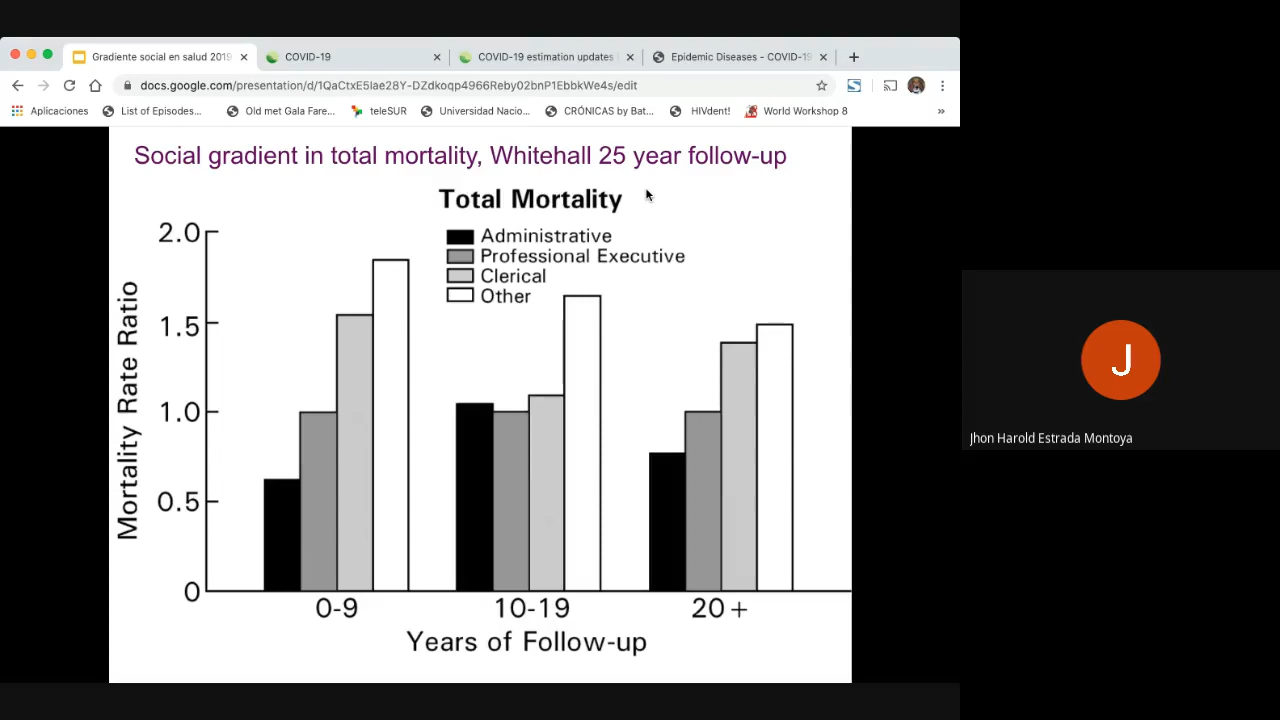 Gradiente social en salud 2019
COVID-19
COVID-19 estimation updates
Epidemic Diseases - COVID-19
docs.google.com/presentation/d/1QaCtxE5lae28Y-DZdkoqp4966Reby02bnP1EbbkWe4s/edit
Aplicaciones
List of Episodes...
Old met Gala Fare...
teleSUR
Universidad Nacio...
CRÓNICAS by Bat...
HIVdent!
World Workshop 8
»
Social gradient in total mortality, Whitehall 25 year follow-up
Total Mortality
Administrative
Professional Executive
Clerical
Other
Mortality Rate Ratio
2.0
1.5
1.0
0.5
0
0-9
10-19
20+
Years of Follow-up
J
Jhon Harold Estrada Montoya